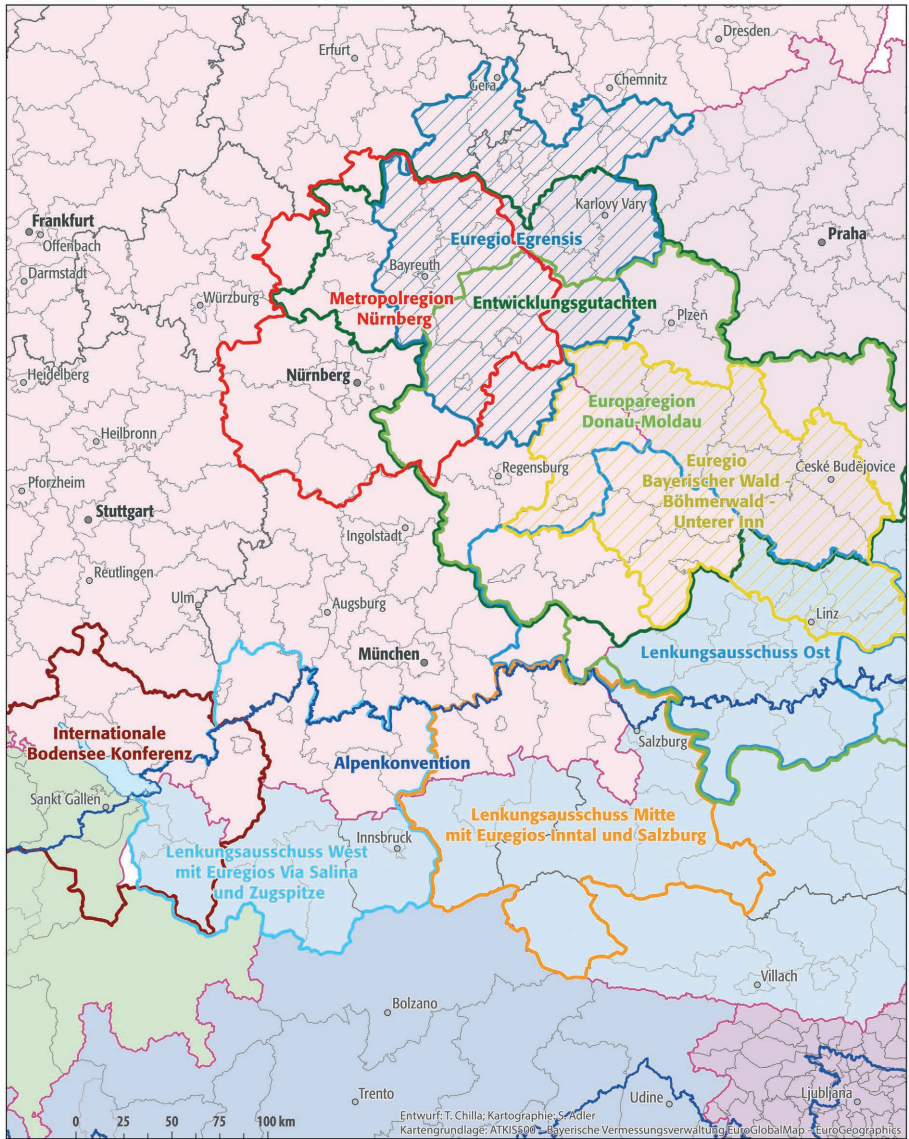 Dresden
Erfurt
Gera
Chemnitz
Karlovy Vary
Frankfurt
Offenbach
Euregio Egrensis
Praha
Darmstadt
Bayreuth
Würzburg
Metropolregion
Nürnberg
Entwicklungsgutachten
Plzeň
Heidelberg
Nürnberg
Europaregion
Donau-Moldau
Heilbronn
Regensburg
Euregio
Bayerischer Wald -
Böhmerwald -
Unterer Inn
České Budějovice
Pforzheim
Stuttgart
Ingolstadt
Reutlingen
Ulm
Augsburg
Linz
München
Lenkungsausschuss Ost
Internationale
Bodensee Konferenz
Salzburg
Alpenkonvention
Sankt Gallen
Lenkungsausschuss Mitte
mit Euregios-Inntal und Salzburg
Innsbruck
Lenkungsausschuss West
mit Euregios Via Salina
und Zugspitze
Villach
Bolzano
Trento
Udine
Ljubljana
0 25 50 75 100 km
Entwurf: T. Chilla; Kartographie: S. Adler
Kartengrundlage: ATKIS500 - Bayerische Vermessungsverwaltung EuroGlobalMap - EuroGeographics